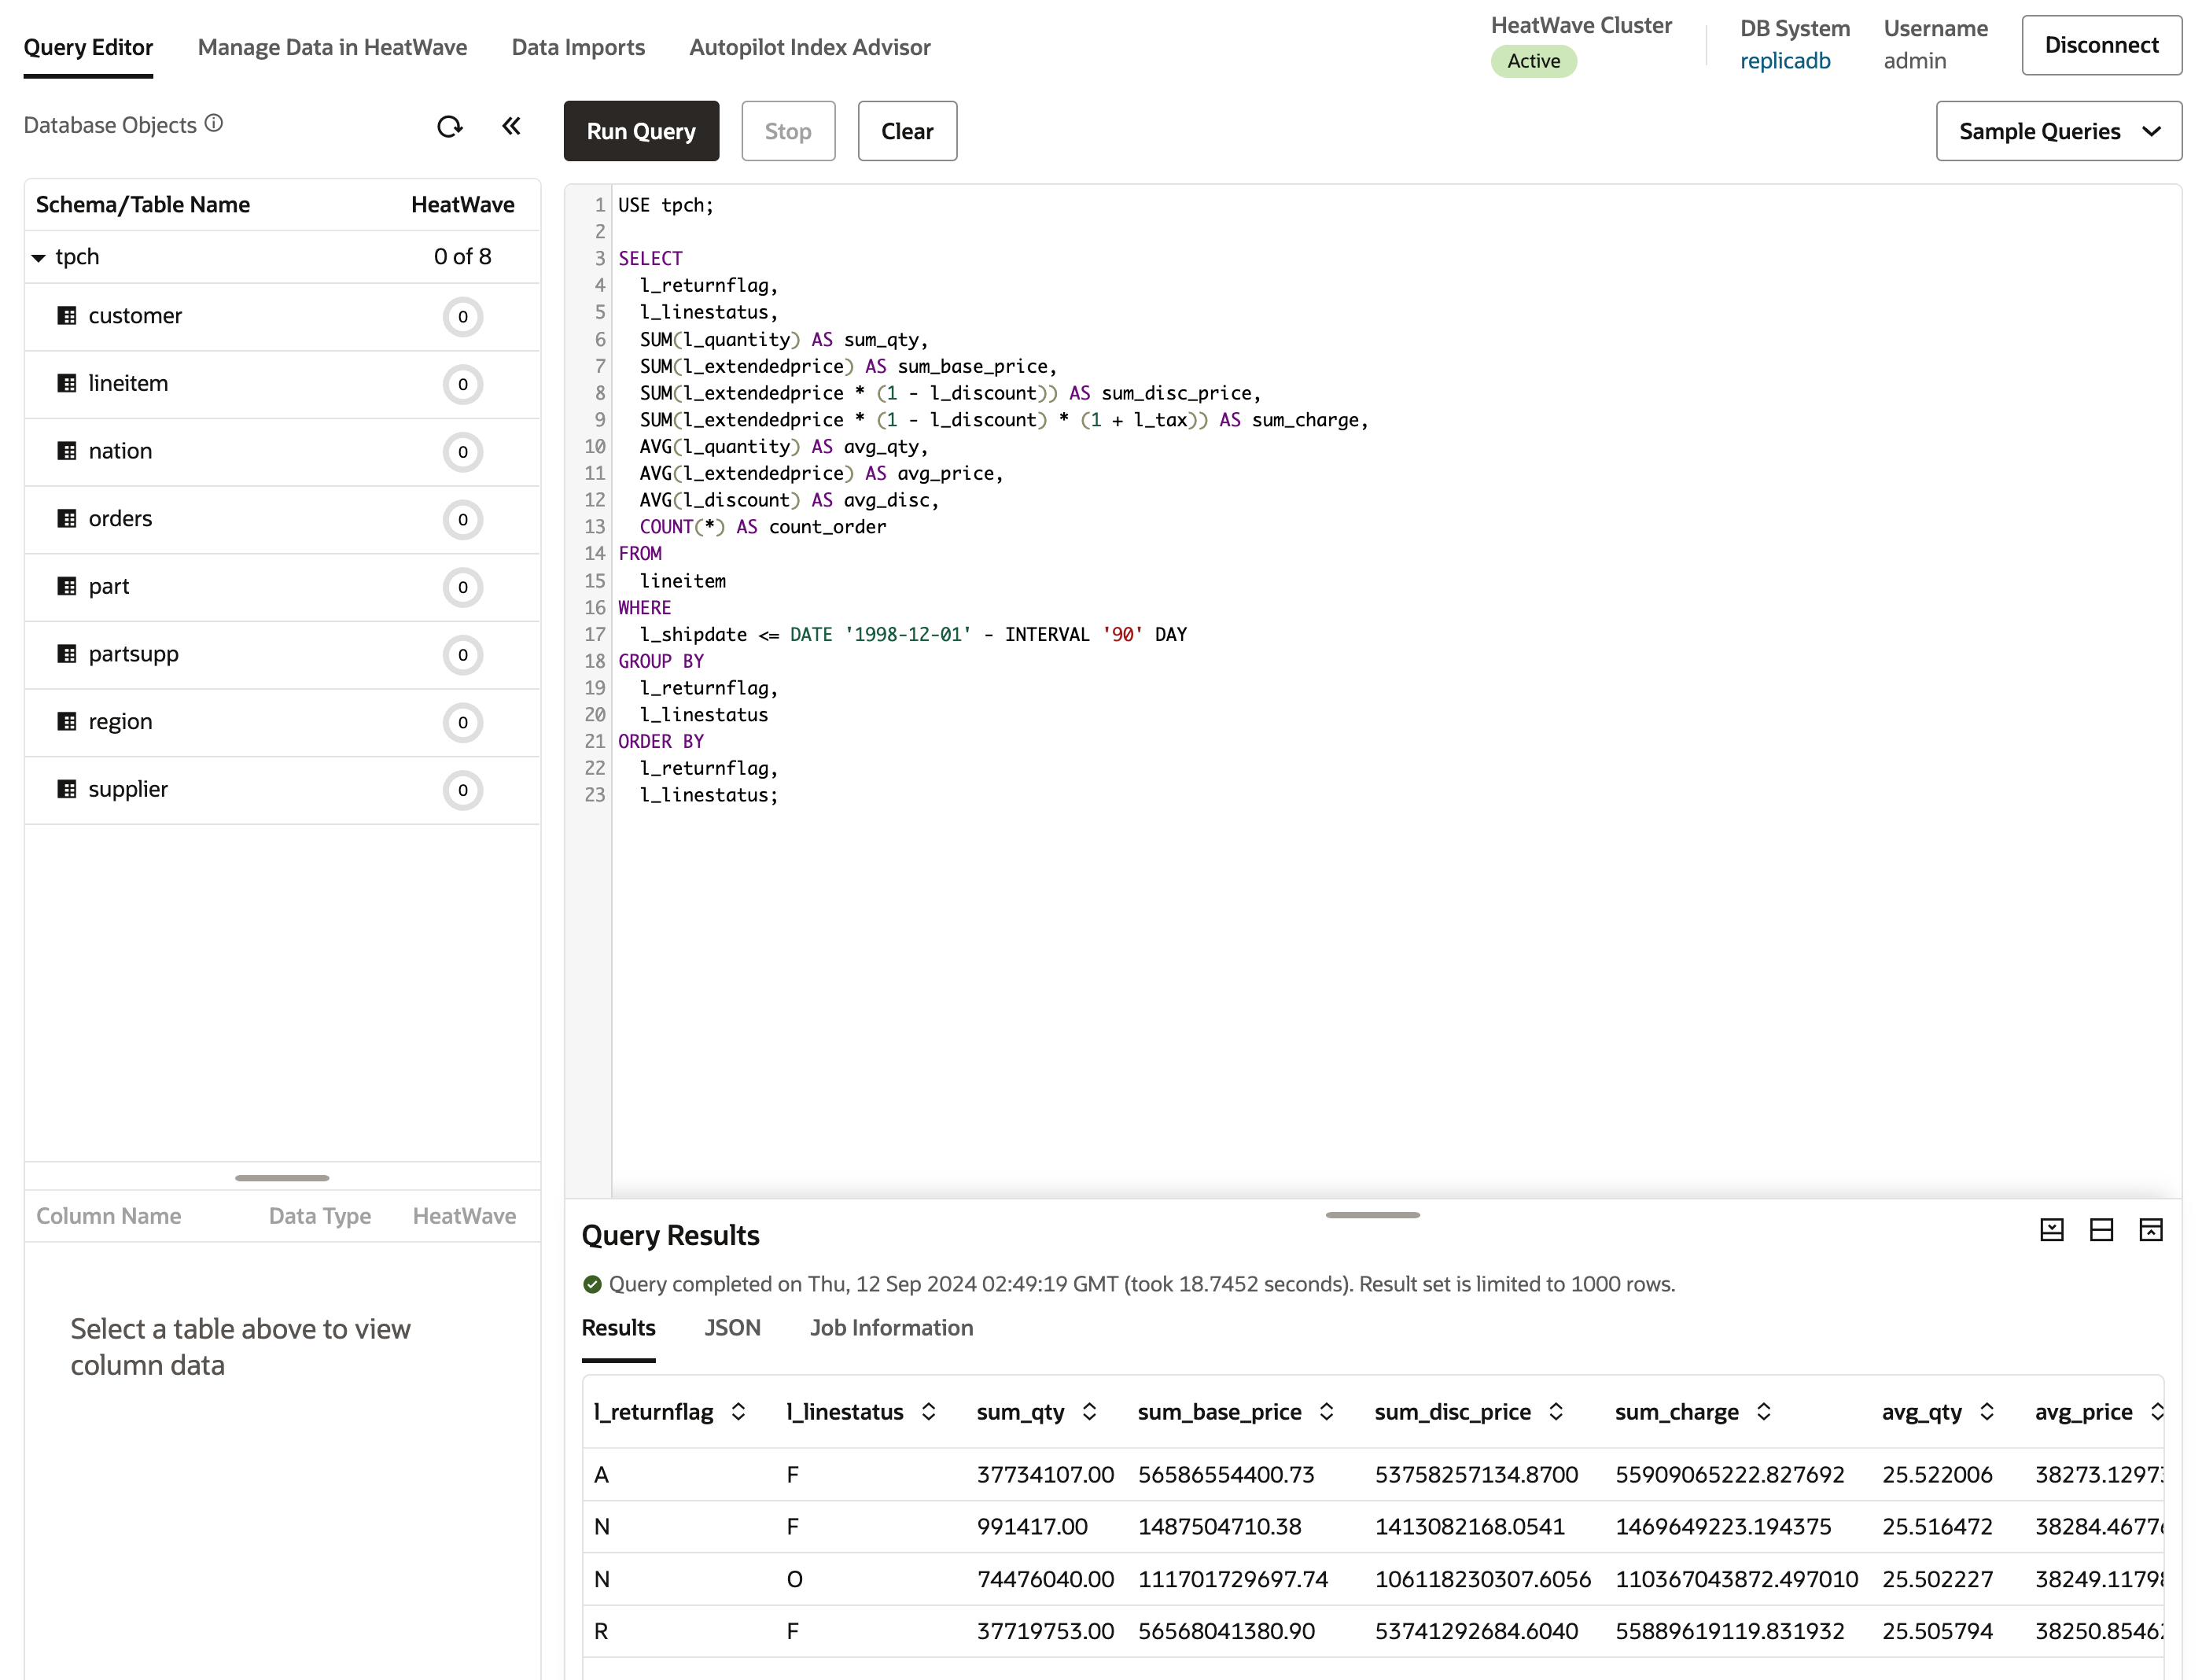 Query Editor Manage Data in HeatWave Data Imports Autopilot Index Advisor
HeatWave Cluster
Active
DB System
replicadb
Username
admin
Disconnect
Database Objects
Schema/Table Name HeatWave
tpch 0 of 8
customer 0
lineitem 0
nation 0
orders 0
part 0
partsupp 0
region 0
supplier 0
Column Name Data Type HeatWave
Select a table above to view
column data
Run Query Stop Clear Sample Queries
1 USE tpch;
2
3 SELECT
4 l_returnflag,
5 l_linestatus,
6 SUM(l_quantity) AS sum_qty,
7 SUM(l_extendedprice) AS sum_base_price,
8 SUM(l_extendedprice * (1 - l_discount)) AS sum_disc_price,
9 SUM(l_extendedprice * (1 - l_discount) * (1 + l_tax)) AS sum_charge,
10 AVG(l_quantity) AS avg_qty,
11 AVG(l_extendedprice) AS avg_price,
12 AVG(l_discount) AS avg_disc,
13 COUNT(*) AS count_order
14 FROM
15 lineitem
16 WHERE
17 l_shipdate <= DATE '1998-12-01' - INTERVAL '90' DAY
18 GROUP BY
19 l_returnflag,
20 l_linestatus
21 ORDER BY
22 l_returnflag,
23 l_linestatus;
Query Results
Query completed on Thu, 12 Sep 2024 02:49:19 GMT (took 18.7452 seconds). Result set is limited to 1000 rows.
Results JSON Job Information
l_returnflag l_linestatus sum_qty sum_base_price sum_disc_price sum_charge avg_qty avg_price
A F 37734107.00 56586554400.73 53758257134.8700 55909065222.827692 25.522006 38273.1297
N F 991417.00 1487504710.38 1413082168.0541 1469649223.194375 25.516472 38284.4677
N O 74476040.00 111701729697.74 106118230307.6056 110367043872.497010 25.502227 38249.1179
R F 37719753.00 56568041380.90 53741292684.6040 55889619119.831932 25.505794 38250.8546